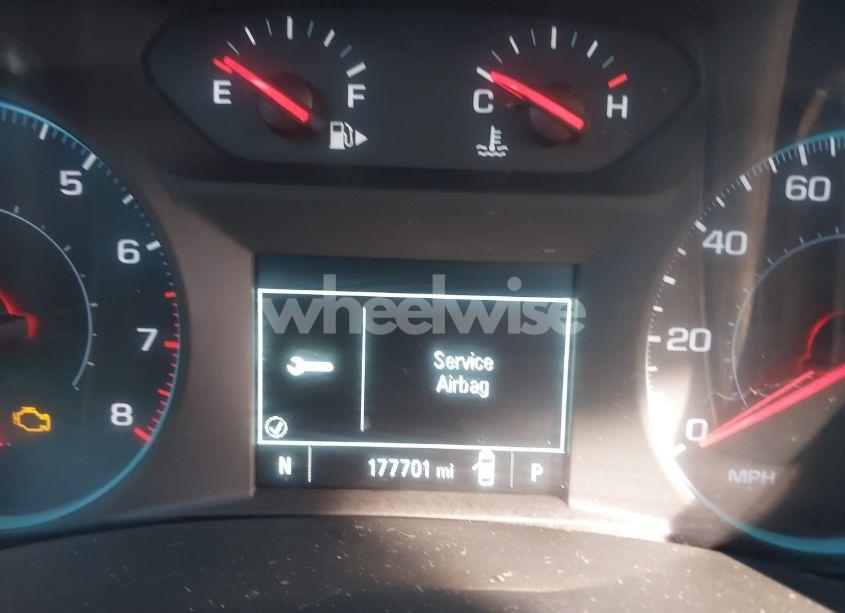 E F
C H
5
6
7
8
60
40
20
0
MPH
wheelwise
Service
Airbag
N 177701 mi P